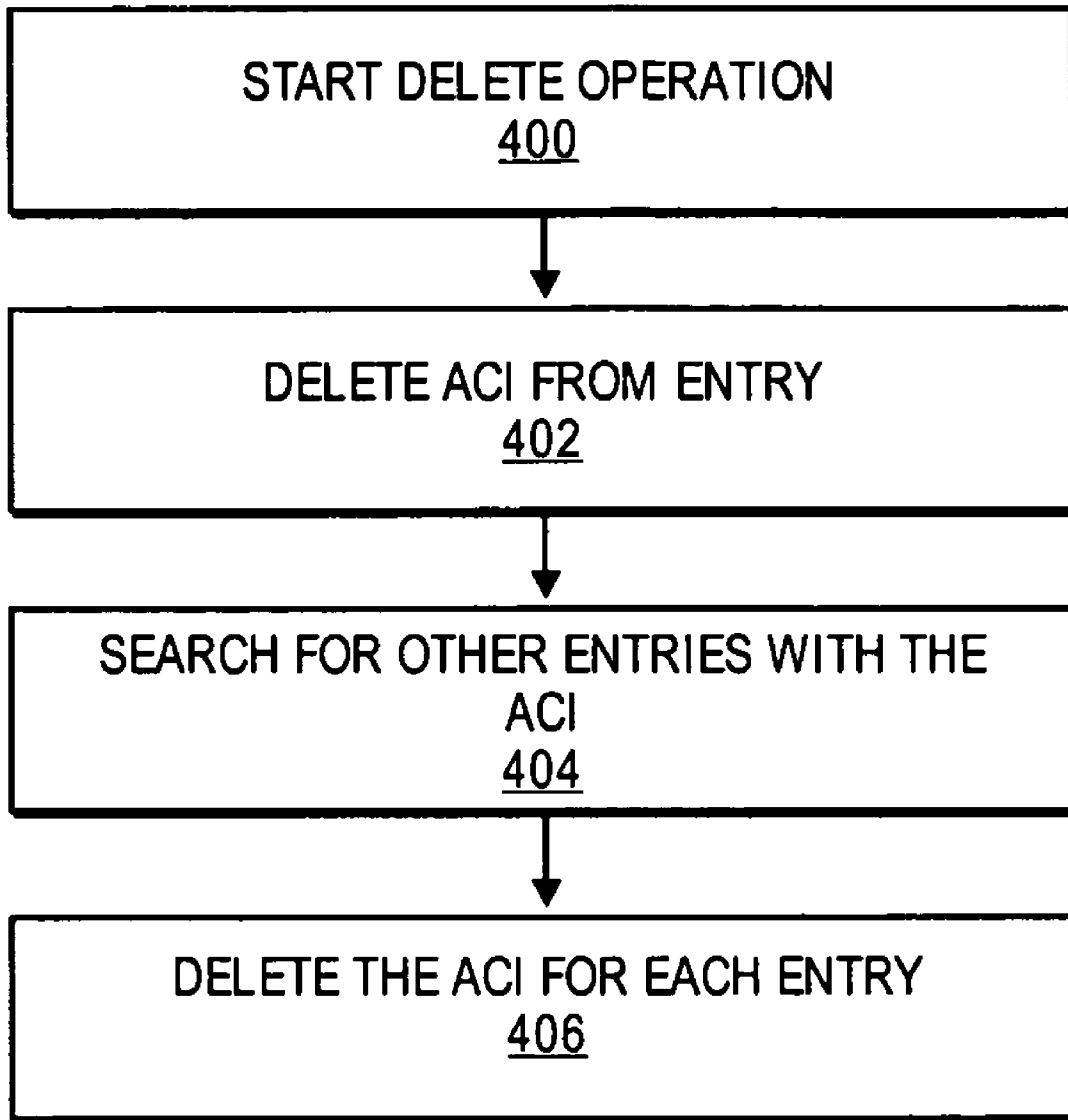 START DELETE OPERATION
400
DELETE ACI FROM ENTRY
402
SEARCH FOR OTHER ENTRIES WITH THE
ACI
404
DELETE THE ACI FOR EACH ENTRY
406